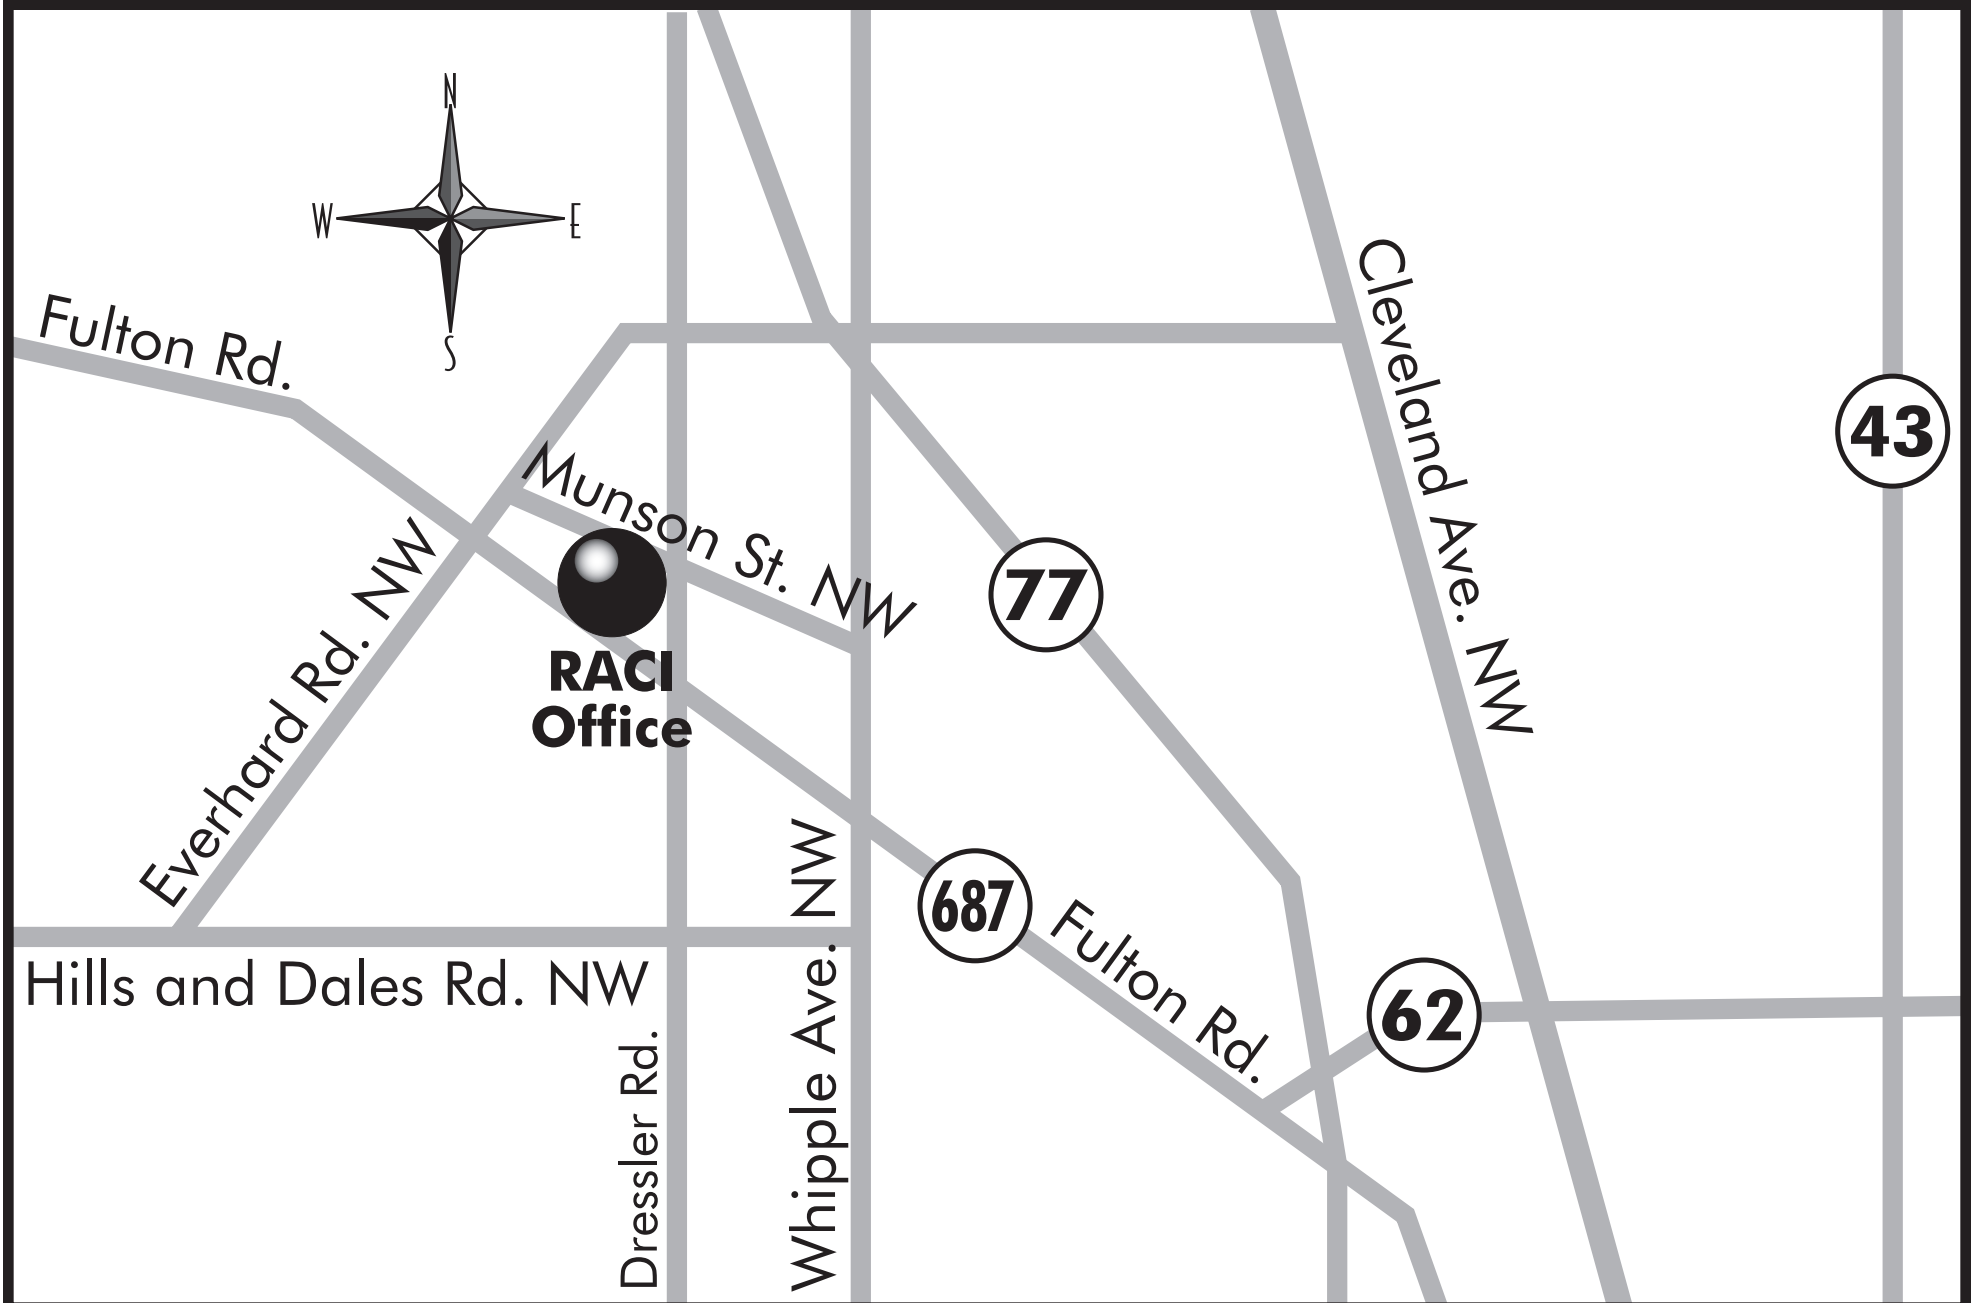 N
W
E
S
Fulton Rd.
Cleveland Ave. NW
43
Munson St. NW
Everhard Rd. NW
77
RACI
Office
687
Fulton Rd.
62
Hills and Dales Rd. NW
Dressler Rd.
Whipple Ave. NW